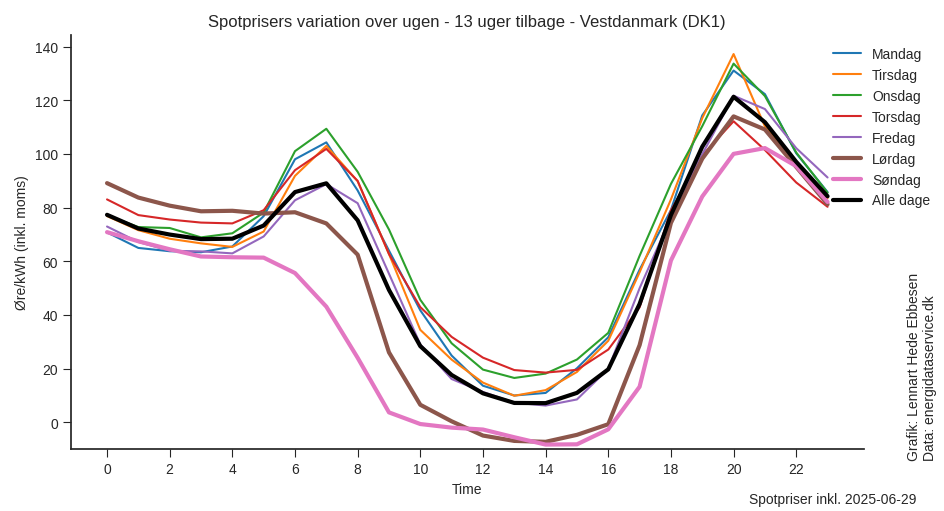 Spotprisers variation over ugen - 13 uger tilbage - Vestdanmark (DK1)
Øre/kWh (inkl. moms)
140
120
100
80
60
40
20
0
0 2 4 6 8 10 12 14 16 18 20 22
Time
Mandag
Tirsdag
Onsdag
Torsdag
Fredag
Lørdag
Søndag
Alle dage
Grafik: Lennart Hede Ebbesen
Data: energidataservice.dk
Spotpriser inkl. 2025-06-29